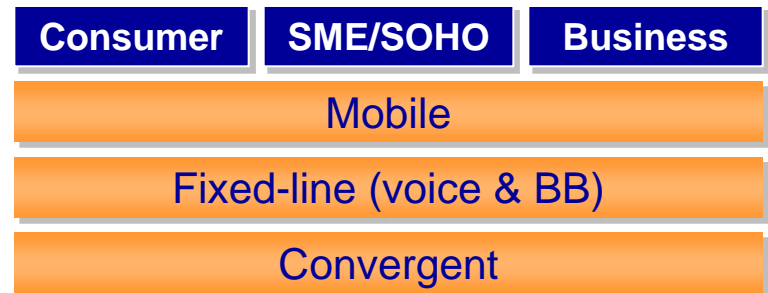 Consumer SME/SOHO Business
Mobile
Fixed-line (voice & BB)
Convergent